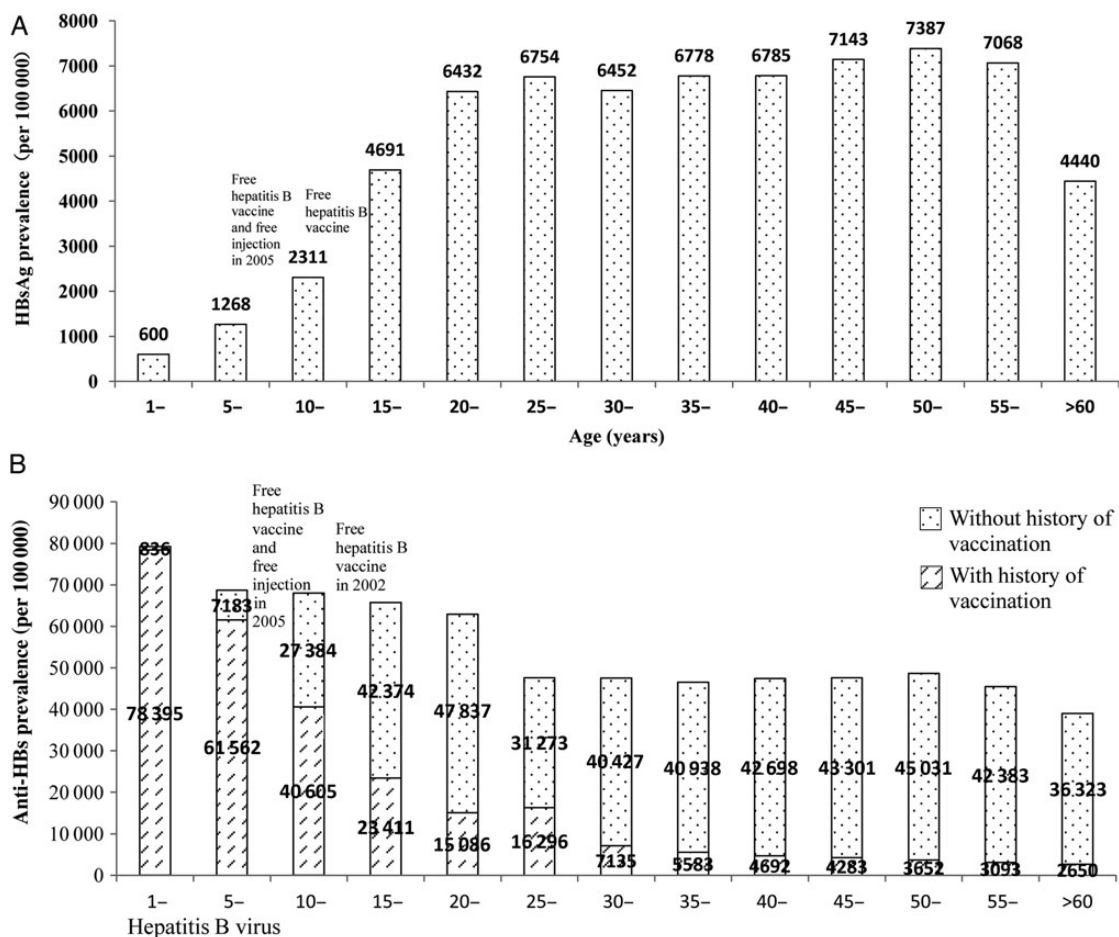 A
HBsAg prevalence (per 100 000)
8000
7000
6000
5000
4000
3000
2000
1000
0
600
1268
2311
4691
6432
6754
6452
6778
6785
7143
7387
7068
4440
Free
hepatitis B
vaccine
and free
injection
in 2005
Free
hepatitis B
vaccine
1–
5–
10–
15–
20–
25–
30–
35–
40–
45–
50–
55–
>60
Age (years)
B
Anti-HBs prevalence (per 100 000)
90 000
80 000
70 000
60 000
50 000
40 000
30 000
20 000
10 000
0
Free
hepatitis B
vaccine
and
free
injection
in
2005
Free
hepatitis B
vaccine
in 2002
Without history of
vaccination
With history of
vaccination
836
7183
27 384
42 374
47 837
31 273
40 427
40 938
42 698
43 301
45 031
42 383
36 323
78 395
61 562
40 605
23 411
15 086
16 296
7135
5583
4692
4283
3652
3093
2650
1–
5–
10–
15–
20–
25–
30–
35–
40–
45–
50–
55–
>60
Hepatitis B virus